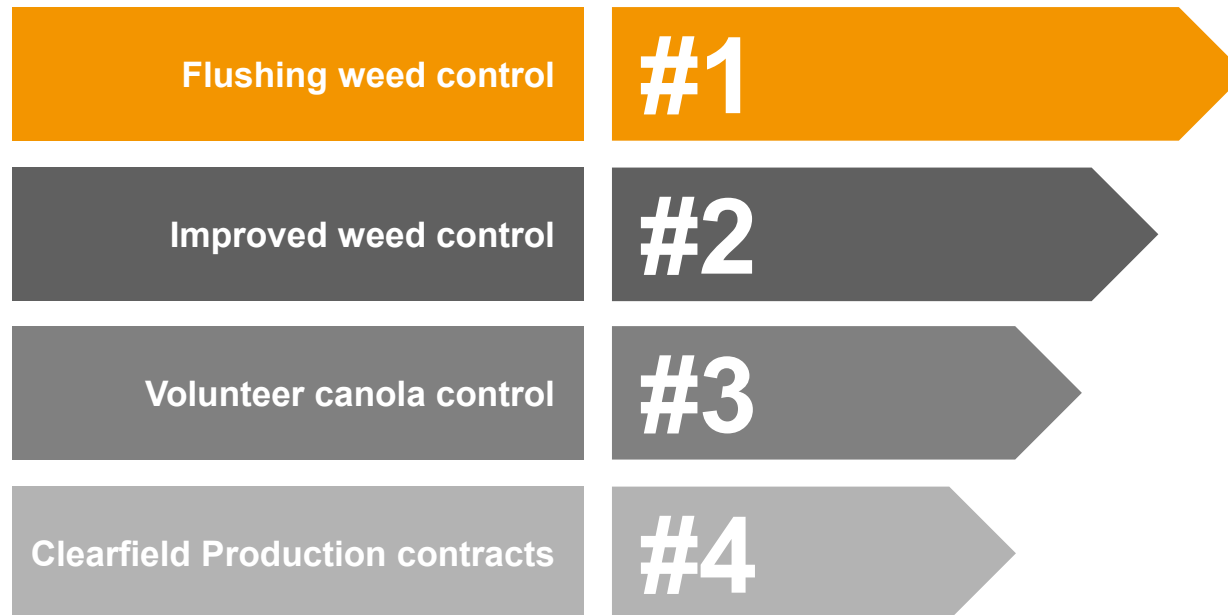 Flushing weed control
#1
Improved weed control
#2
Volunteer canola control
#3
Clearfield Production contracts
#4